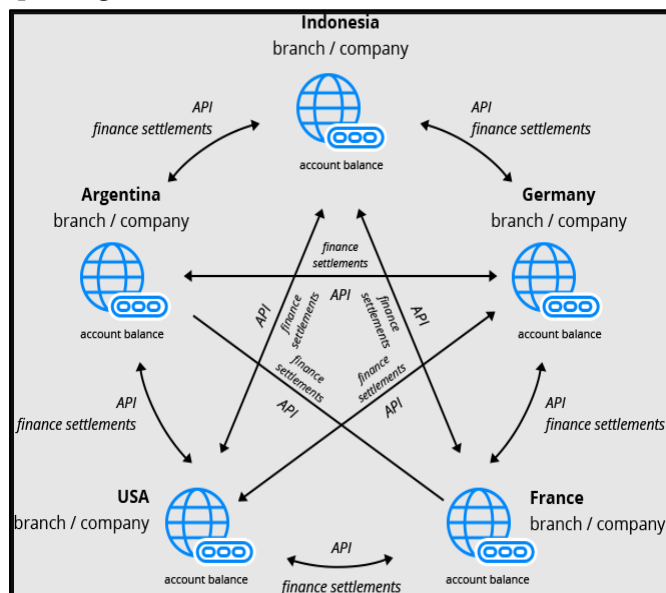 Indonesia
branch / company
API
finance settlements
API
finance settlements
account balance
Argentina
branch / company
Germany
branch / company
finance
settlements
API
account balance
account balance
API
finance
settlements
finance
settlements
finance
settlements
API
finance
settlements
API
finance
settlements
API
API
finance settlements
API
finance settlements
USA
branch / company
France
branch / company
account balance
API
finance settlements
account balance